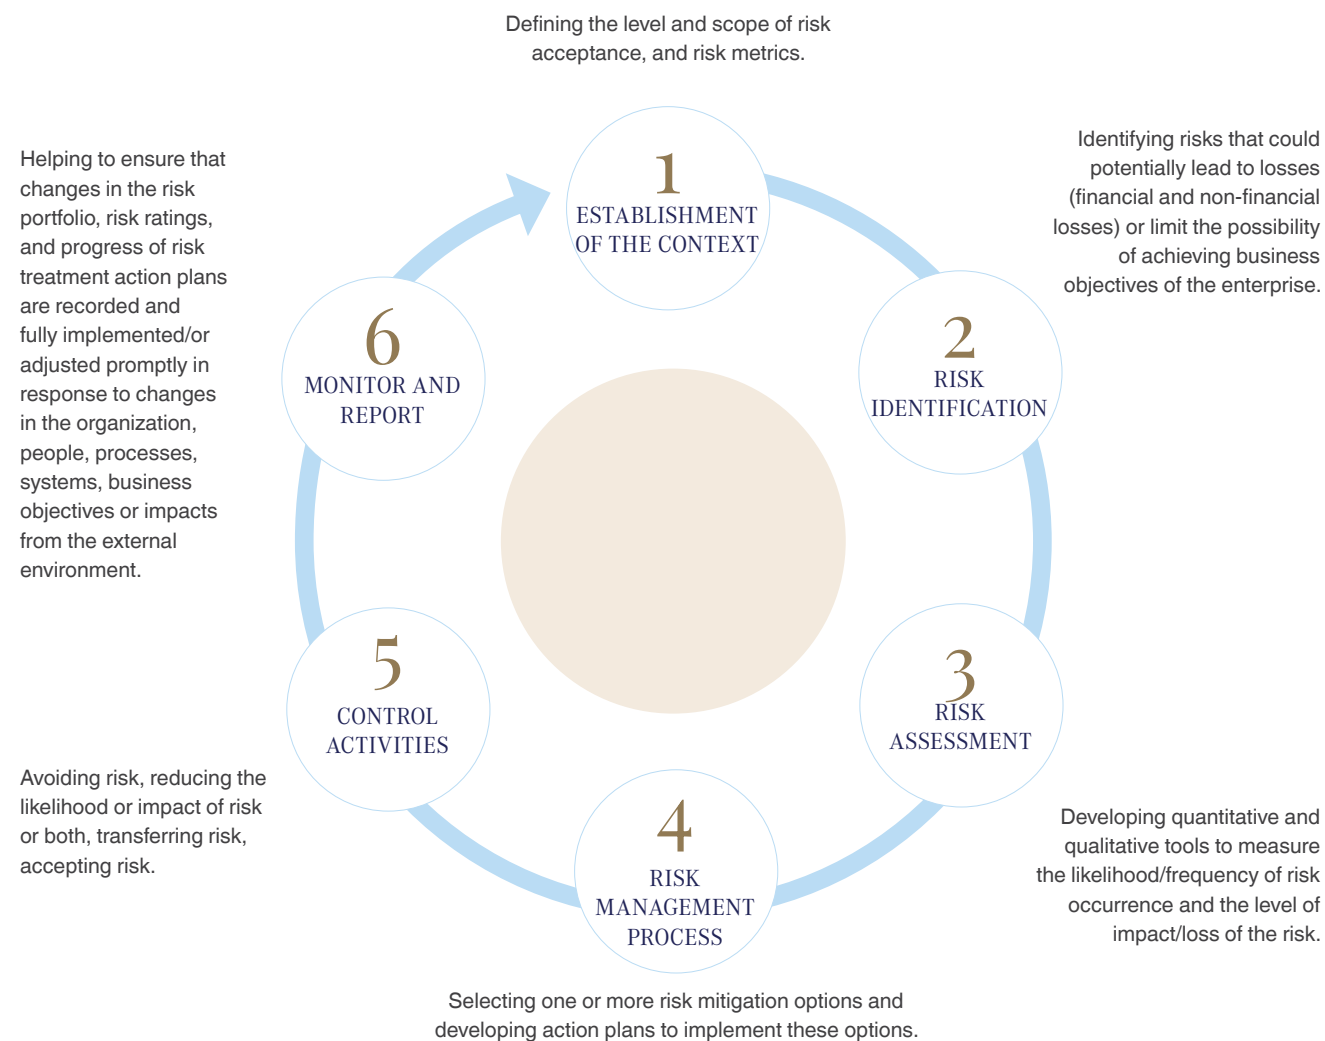 Defining the level and scope of risk
acceptance, and risk metrics.
1
ESTABLISHMENT
OF THE CONTEXT
Identifying risks that could
potentially lead to losses
(financial and non-financial
losses) or limit the possibility
of achieving business
objectives of the enterprise.
2
RISK
IDENTIFICATION
3
RISK
ASSESSMENT
Developing quantitative and
qualitative tools to measure
the likelihood/frequency of risk
occurrence and the level of
impact/loss of the risk.
4
RISK
MANAGEMENT
PROCESS
Selecting one or more risk mitigation options and
developing action plans to implement these options.
5
CONTROL
ACTIVITIES
Avoiding risk, reducing the
likelihood or impact of risk
or both, transferring risk,
accepting risk.
6
MONITOR AND
REPORT
Helping to ensure that
changes in the risk
portfolio, risk ratings,
and progress of risk
treatment action plans
are recorded and
fully implemented/or
adjusted promptly in
response to changes
in the organization,
people, processes,
systems, business
objectives or impacts
from the external
environment.